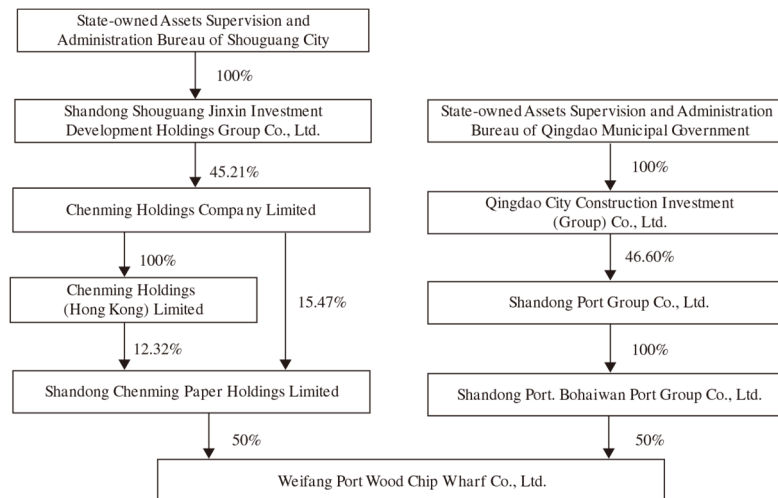 State-owned Assets Supervision and
Administration Bureau of Shouguang City
100%
Shandong Shouguang Jinxin Investment
Development Holdings Group Co., Ltd.
45.21%
Chenming Holdings Company Limited
100%
Chenming Holdings
(Hong Kong) Limited
15.47%
12.32%
Shandong Chenming Paper Holdings Limited
50%
State-owned Assets Supervision and Administration
Bureau of Qingdao Municipal Government
100%
Qingdao City Construction Investment
(Group) Co., Ltd.
46.60%
Shandong Port Group Co., Ltd.
100%
Shandong Port. Bohaiwan Port Group Co., Ltd.
50%
Weifang Port Wood Chip Wharf Co., Ltd.